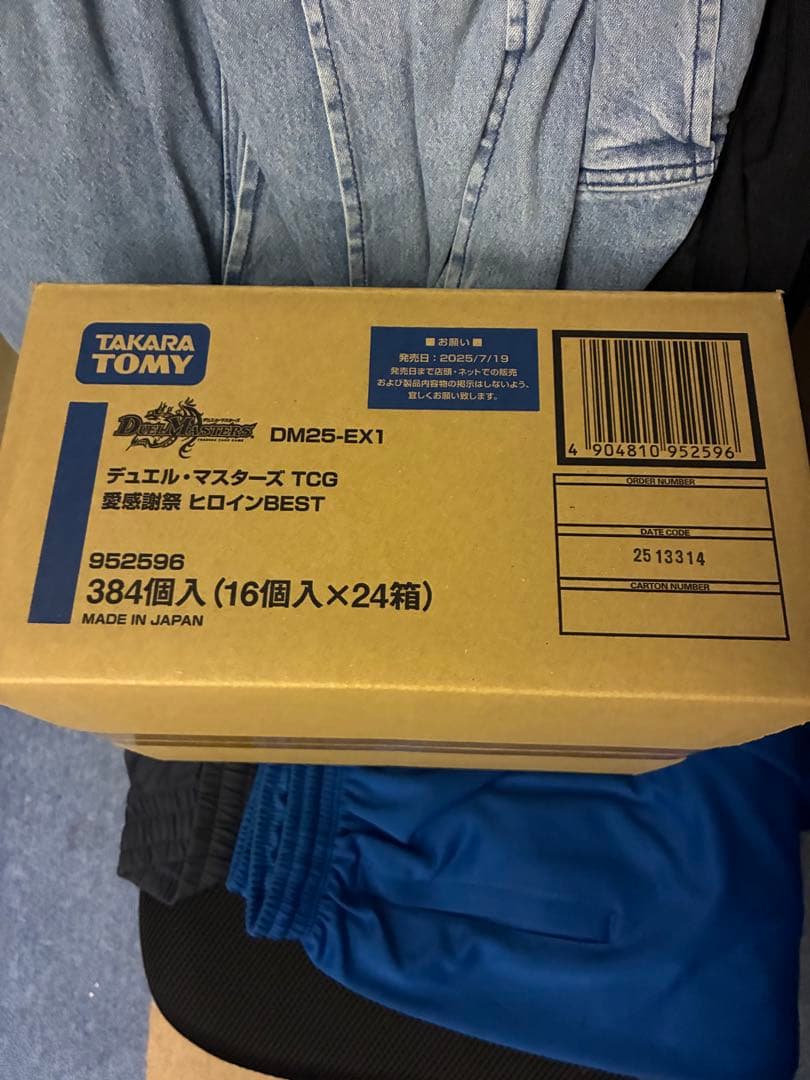 TAKARA
TOMY
■ お願い ■
発売日：2025/7/19
発売日まで店頭・ネットでの販売
および製品内容物の掲示はしないよう、
宜しくお願い致します。
4 904810 952596
DUEL MASTERS
DM25-EX1
デュエル・マスターズ TCG
愛感謝祭 ヒロインBEST
952596
384個入（16個入×24箱）
MADE IN JAPAN
ORDER NUMBER
DATE CODE
2513314
CARTON NUMBER